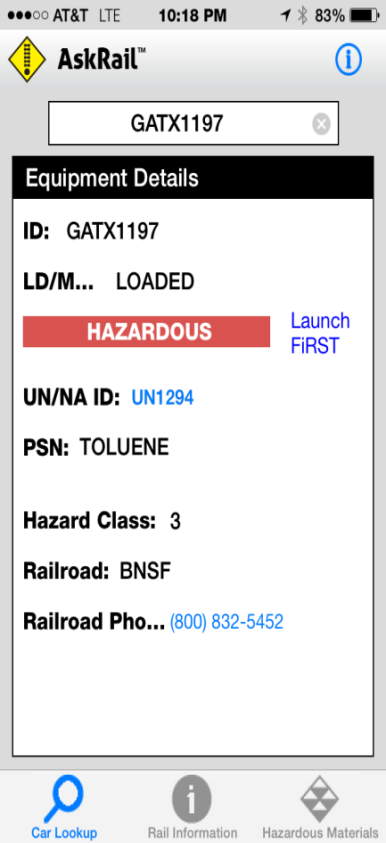 AT&T LTE 10:18 PM 83%
AskRail™
GATX1197
Equipment Details
ID: GATX1197
LD/M... LOADED
HAZARDOUS
Launch
FiRST
UN/NA ID: UN1294
PSN: TOLUENE
Hazard Class: 3
Railroad: BNSF
Railroad Pho... (800) 832-5452
Car Lookup Rail Information Hazardous Materials